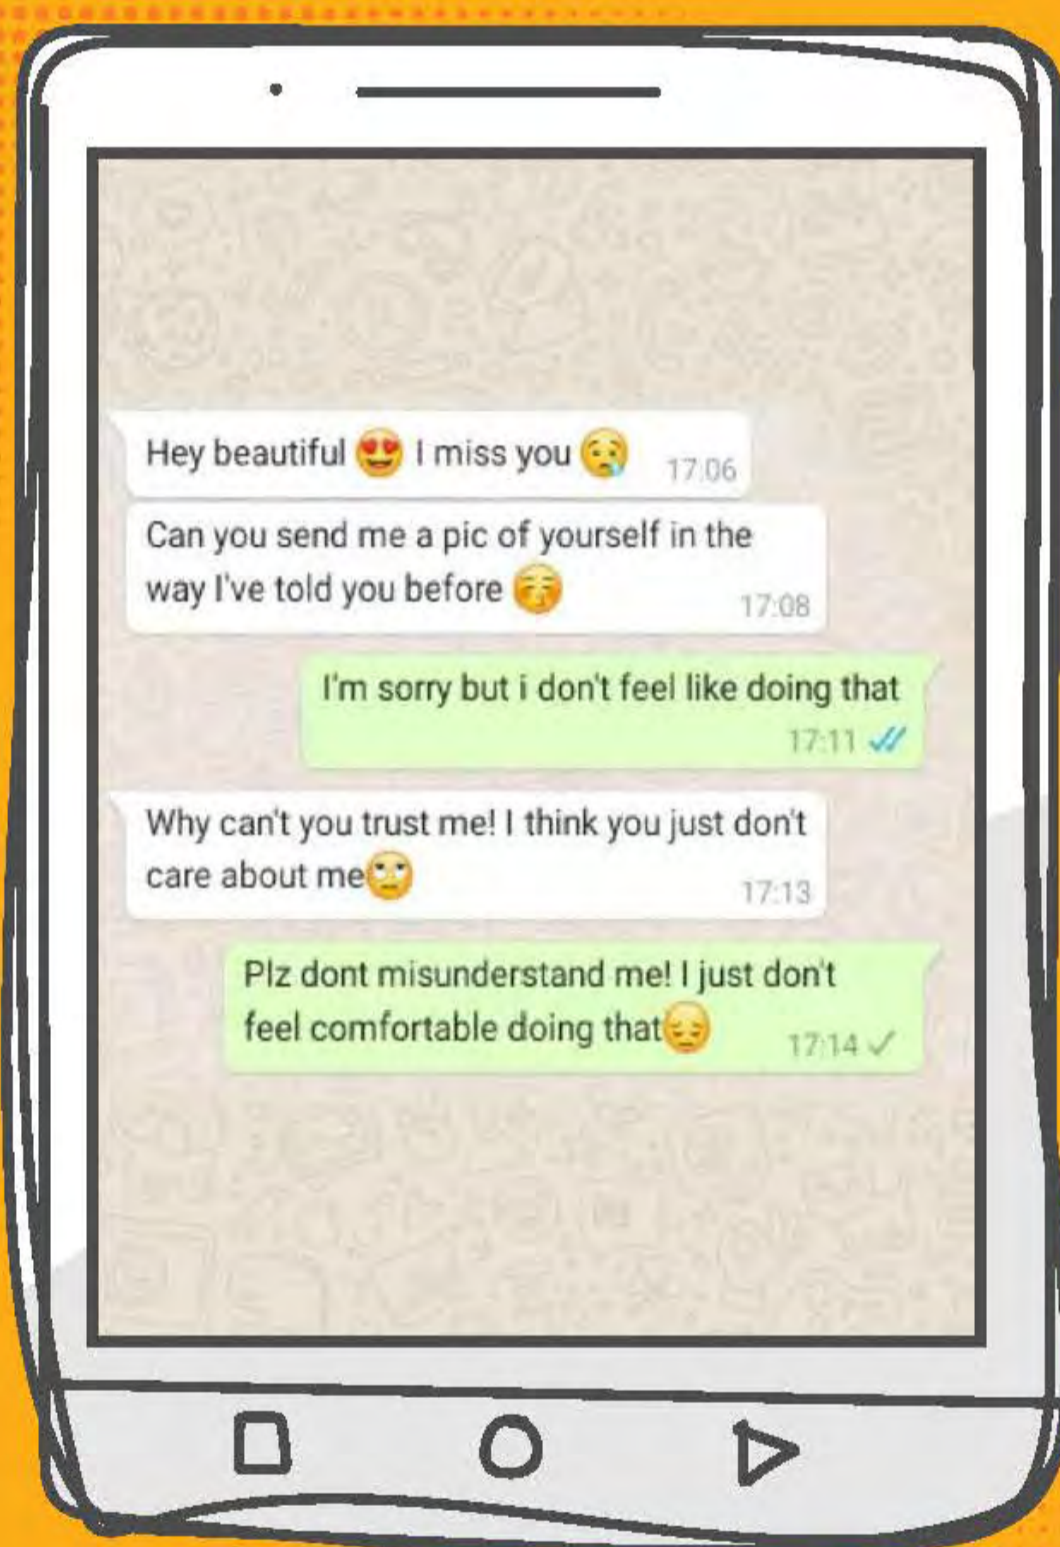 Hey beautiful 😍 I miss you 😢 17:06
Can you send me a pic of yourself in the
way I've told you before 😚 17:08
I'm sorry but i don't feel like doing that
17:11
Why can't you trust me! I think you just don't
care about me🙄 17:13
Plz dont misunderstand me! I just don't
feel comfortable doing that😔 17:14